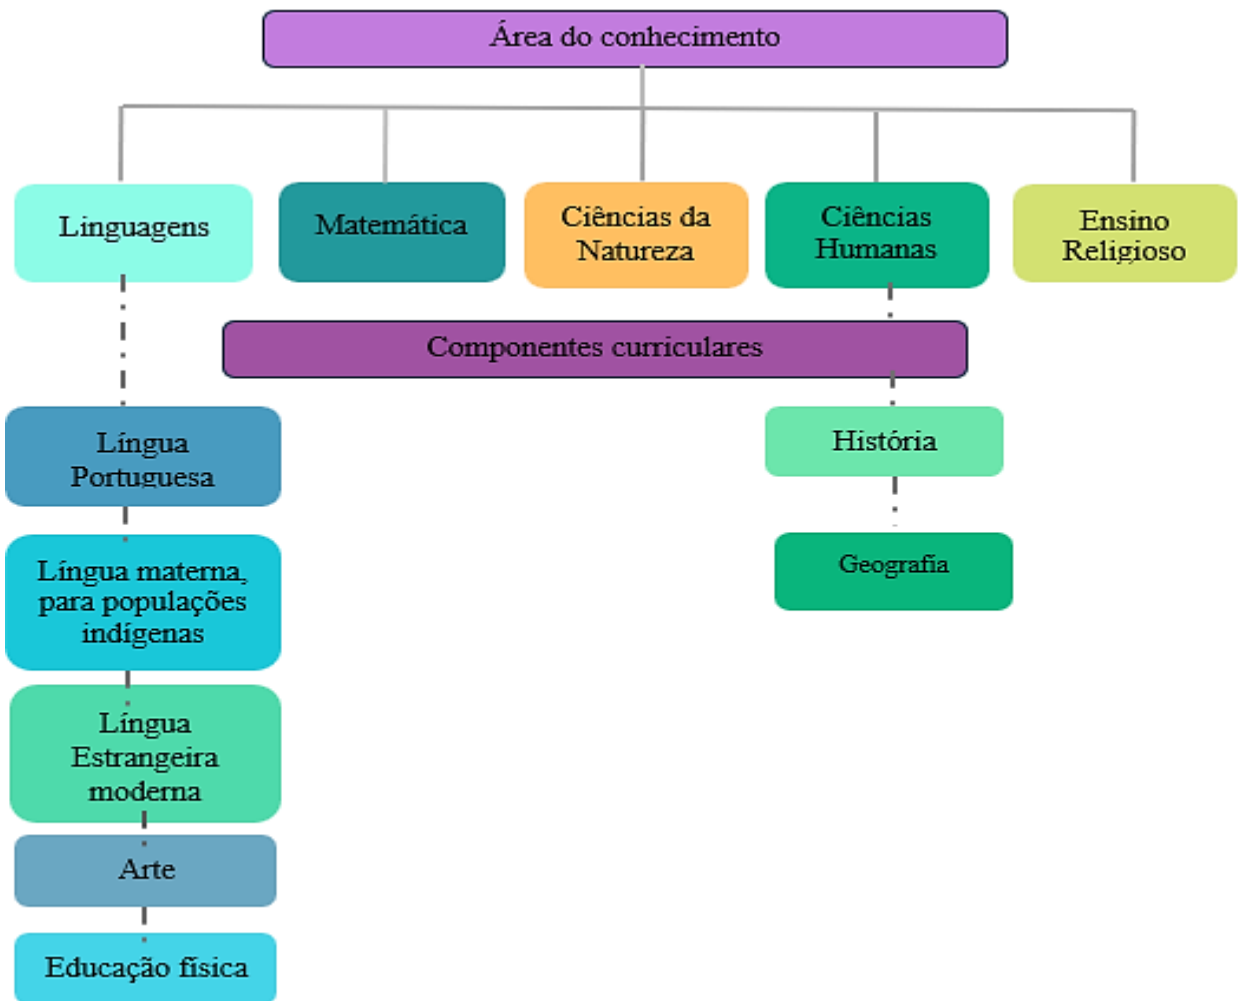 Área do conhecimento
Linguagens
Matemática
Ciências da
Natureza
Ciências
Humanas
Ensino
Religioso
Componentes curriculares
Língua
Portuguesa
Língua materna,
para populações
indígenas
Língua
Estrangeira
moderna
Arte
Educação física
História
Geografia